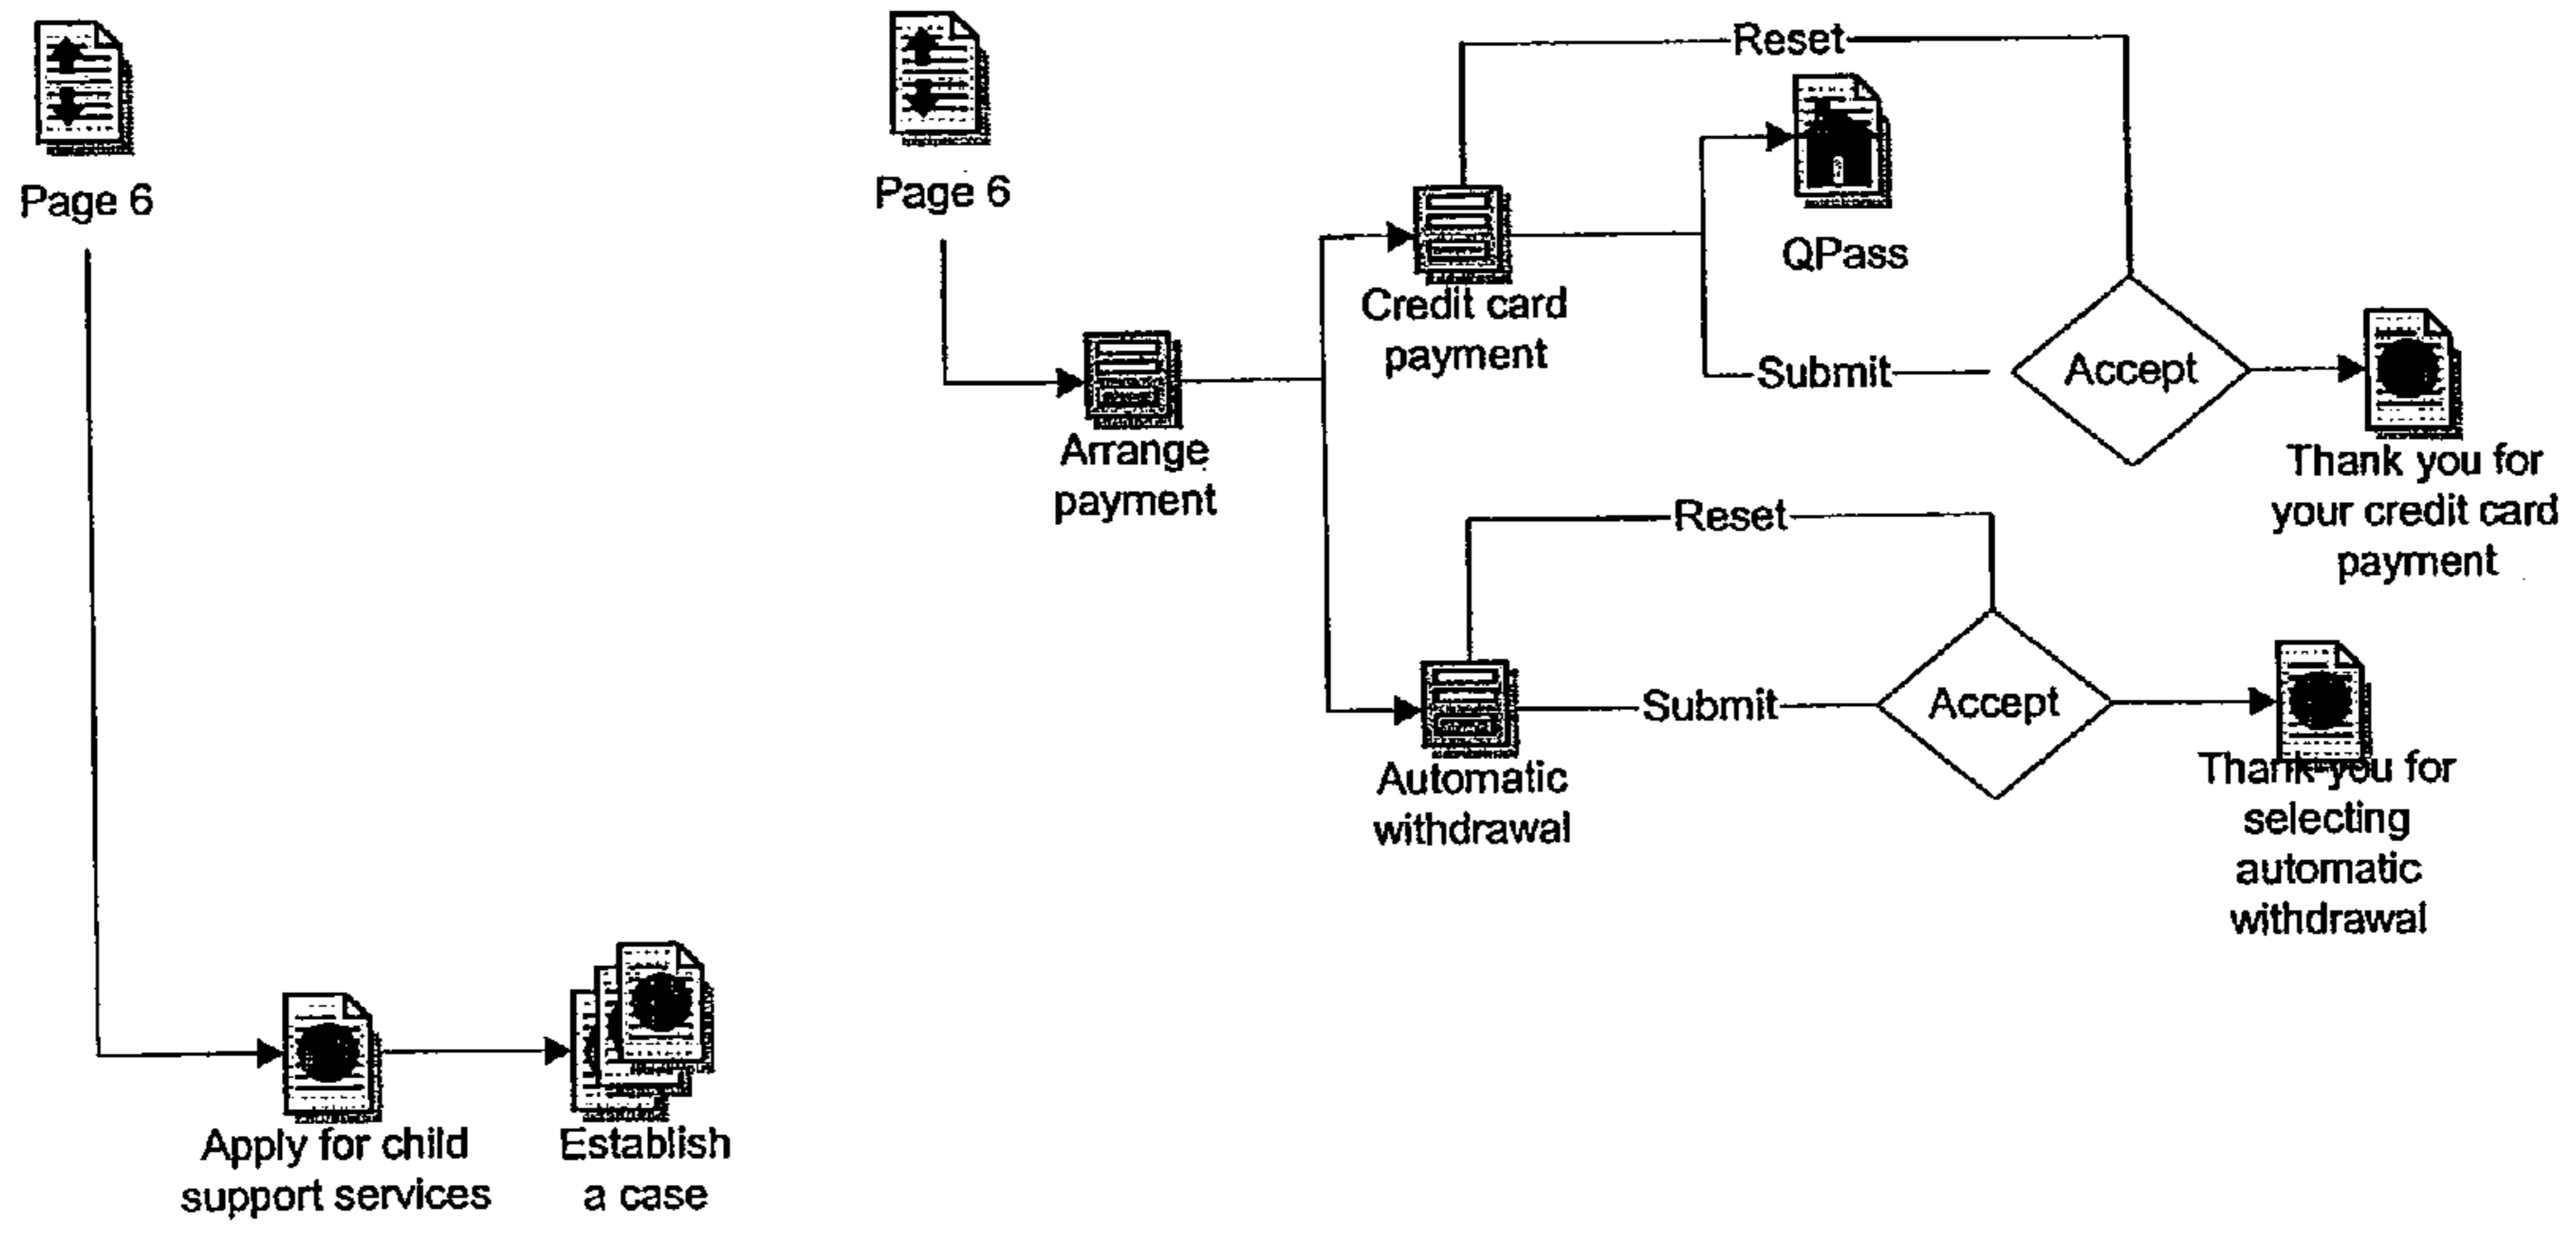 Page 6
Page 6
Reset
QPass
Credit card
payment
Submit
Accept
Arrange
payment
Thank you for
your credit card
payment
Reset
Submit
Accept
Automatic
withdrawal
Thank you for
selecting
automatic
withdrawal
Apply for child
support services
Establish
a case